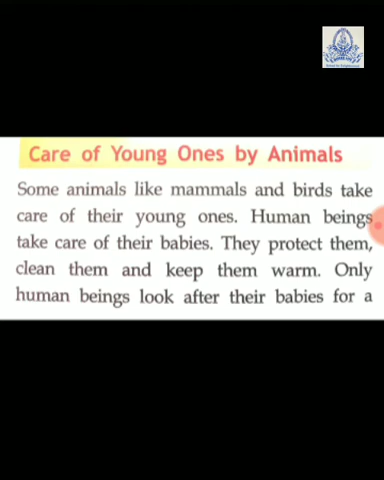 Care of Young Ones by Animals
Some animals like mammals and birds take
care of their young ones. Human beings
take care of their babies. They protect them,
clean them and keep them warm. Only
human beings look after their babies for a